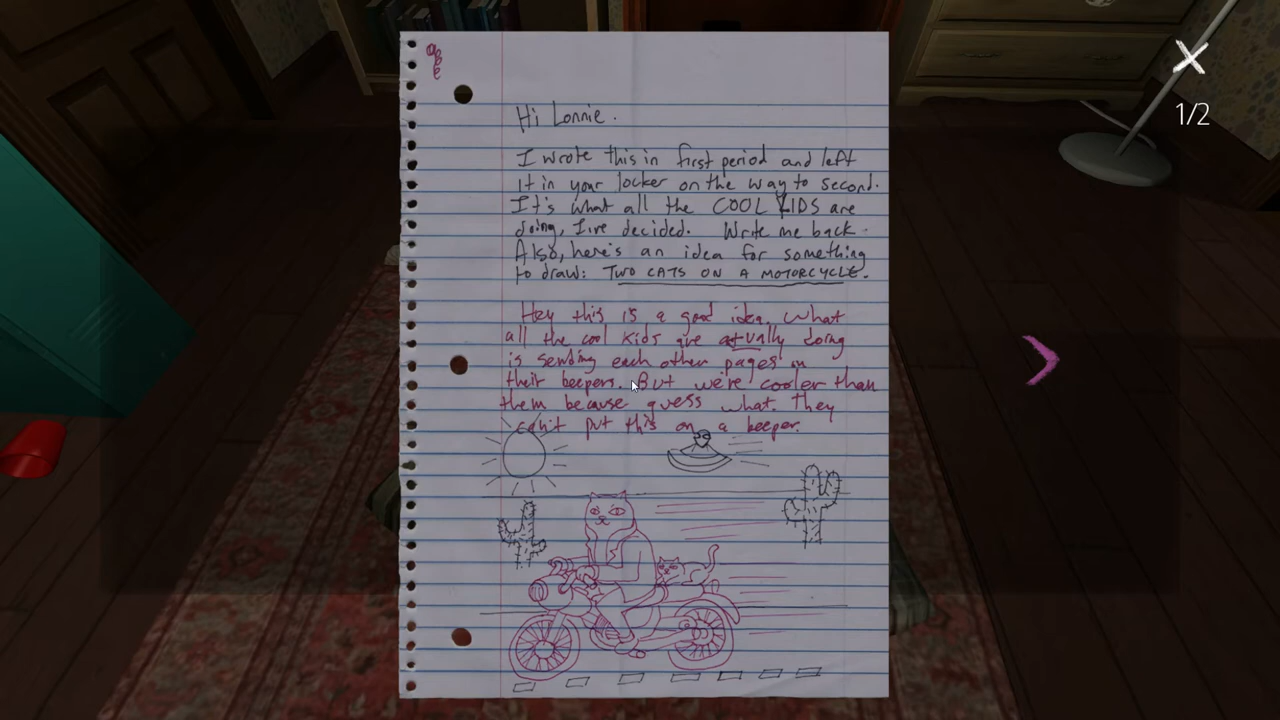 1/2
Hi Lonnie.
I wrote this in first period and left
it in your locker on the way to second.
It's what all the COOL KIDS are
doing, I've decided. Write me back.
Also, here's an idea for something
to draw: TWO CATS ON A MOTORCYCLE.
Hey this is a good idea. What
all the cool kids are actually doing
is sending each other pages on
their beepers. But we're cooler than
them because guess what. They
can't put this on a beeper.